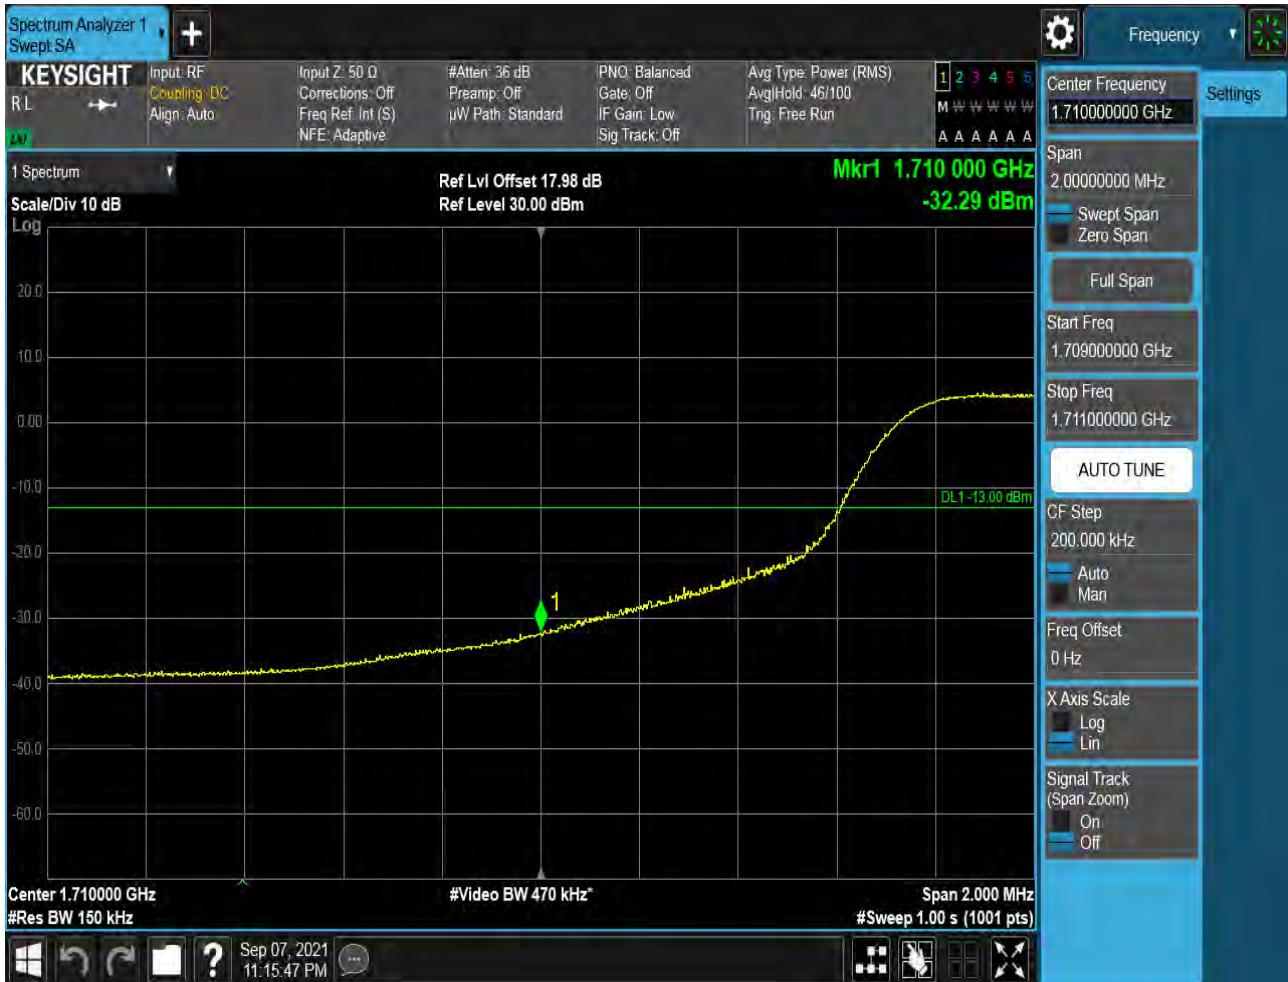 Spectrum Analyzer 1
Swept SA
Frequency
KEYSIGHT
R L
LXI
Input: RF
Coupling: DC
Align: Auto
Input Z: 50 Ω
Corrections: Off
Freq Ref: Int (S)
NFE: Adaptive
#Atten: 36 dB
Preamp: Off
µW Path: Standard
PNO: Balanced
Gate: Off
IF Gain: Low
Sig Track: Off
Avg Type: Power (RMS)
Avg|Hold: 46/100
Trig: Free Run
1 2 3 4 5 6
M W W W W W
A A A A A A
1 Spectrum
Scale/Div 10 dB
Log
Ref Lvl Offset 17.98 dB
Ref Level 30.00 dBm
Mkr1 1.710 000 GHz
-32.29 dBm
20.0
10.0
0.00
-10.0
-20.0
-30.0
-40.0
-50.0
-60.0
DL1 -13.00 dBm
1
Center 1.710000 GHz
#Res BW 150 kHz
#Video BW 470 kHz*
Span 2.000 MHz
#Sweep 1.00 s (1001 pts)
?
Sep 07, 2021
11:15:47 PM
Center Frequency
1.710000000 GHz
Settings
Span
2.00000000 MHz
Swept Span
Zero Span
Full Span
Start Freq
1.709000000 GHz
Stop Freq
1.711000000 GHz
AUTO TUNE
CF Step
200.000 kHz
Auto
Man
Freq Offset
0 Hz
X Axis Scale
Log
Lin
Signal Track
(Span Zoom)
On
Off